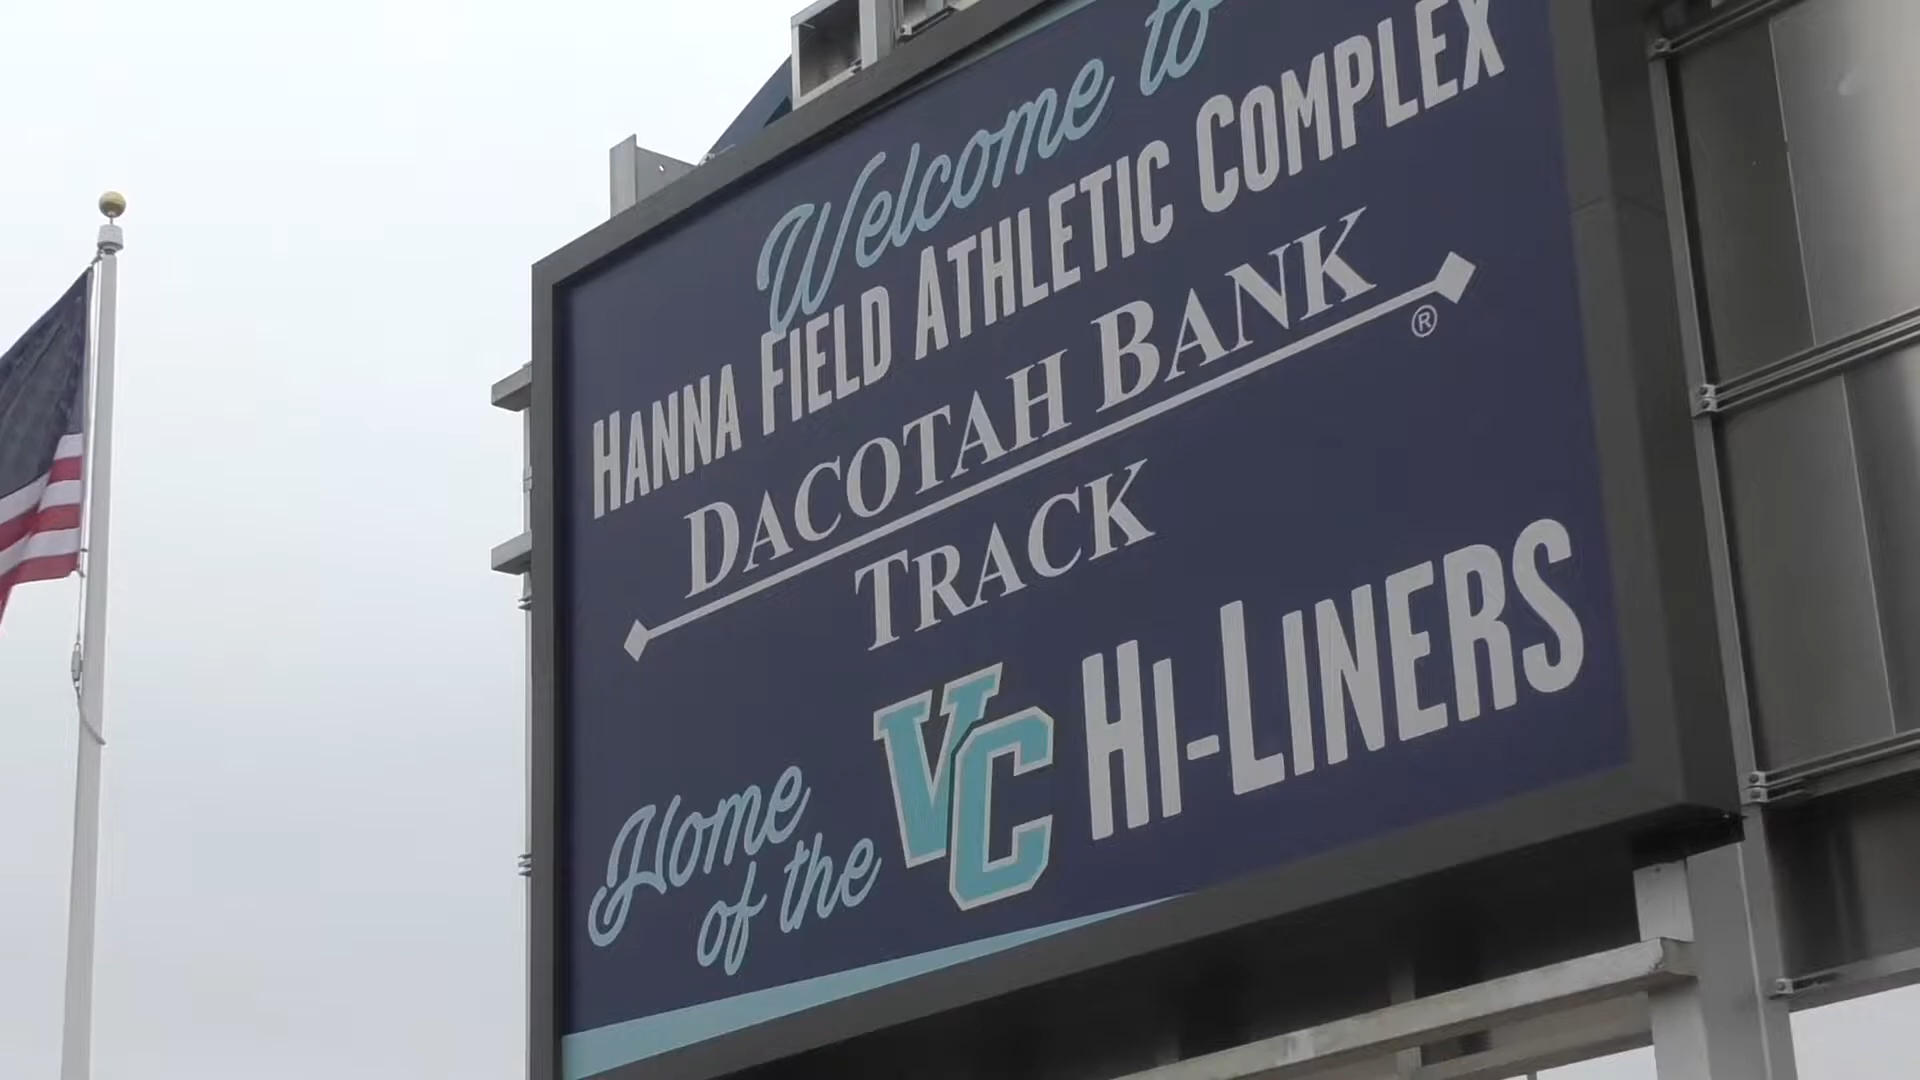 Welcome to
HANNA FIELD ATHLETIC COMPLEX
DACOTAH BANK
®
TRACK
Home of the VC HI-LINERS